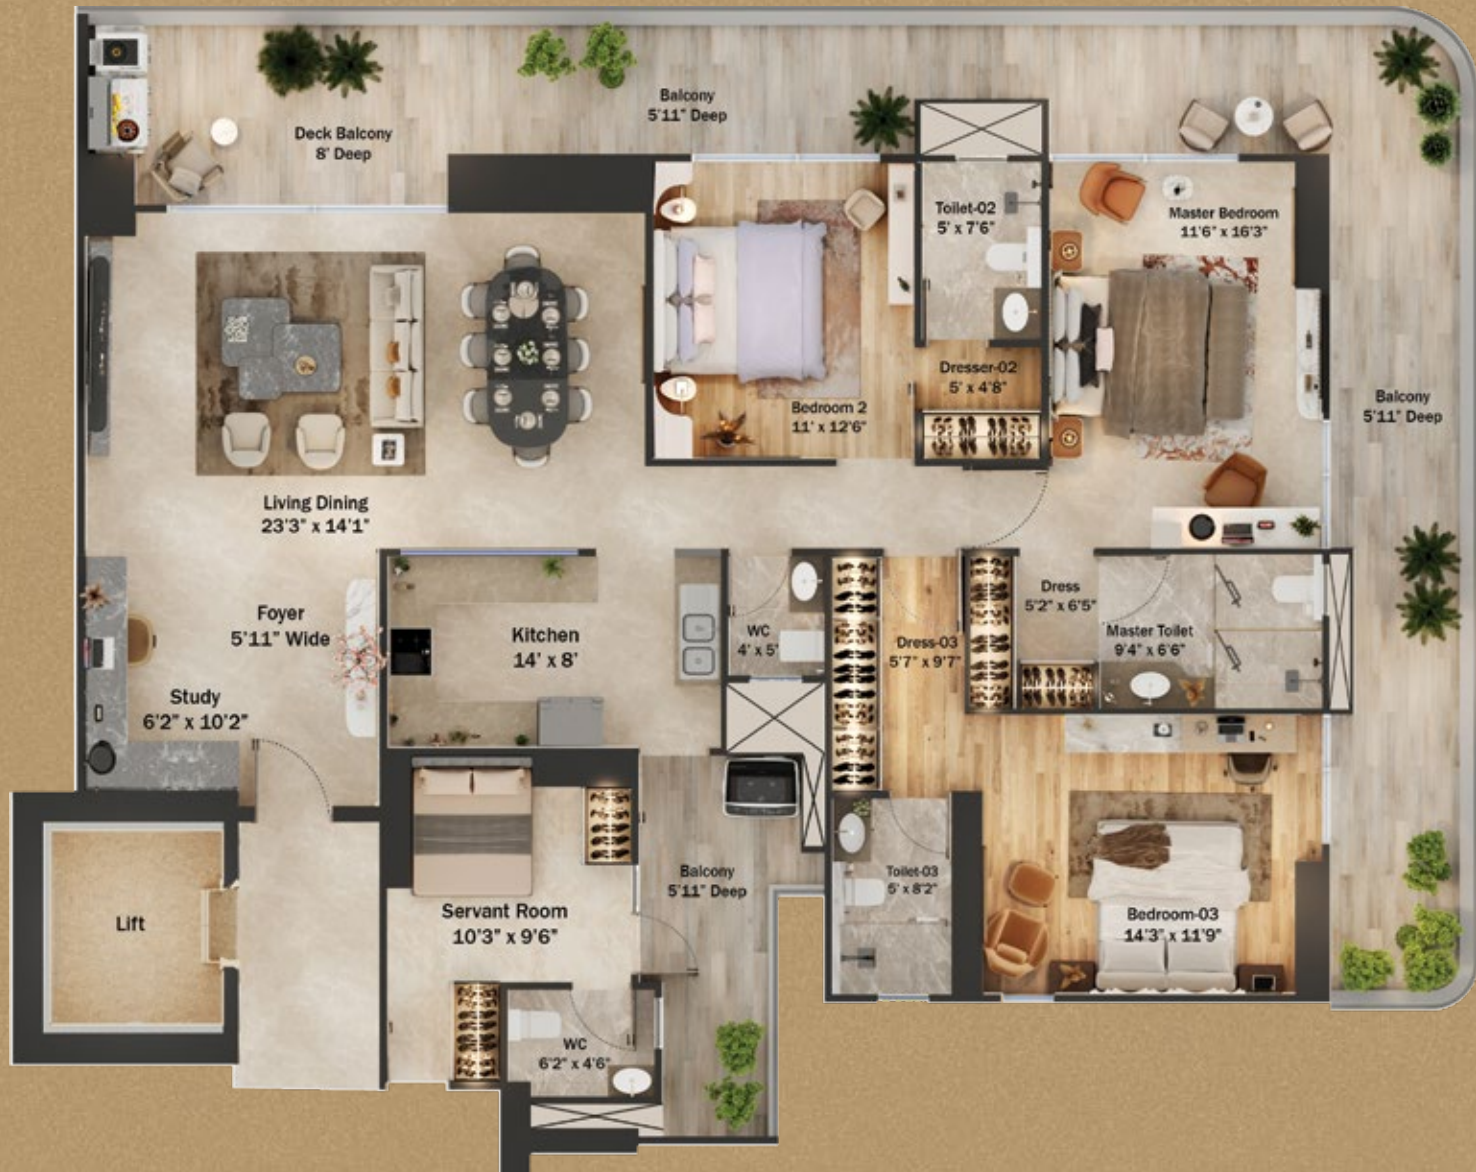 Balcony
5'11" Deep
Deck Balcony
8' Deep
Toilet-02
5' x 7'6"
Master Bedroom
11'6" x 16'3"
Dresser-02
5' x 4'8"
Bedroom 2
11' x 12'6"
Balcony
5'11" Deep
Living Dining
23'3" x 14'1"
Foyer
5'11" Wide
Kitchen
14' x 8'
WC
4' x 5'
Dress-03
5'7" x 9'7"
Dress
5'2" x 6'5"
Master Toilet
9'4" x 6'6"
Study
6'2" x 10'2"
Balcony
5'11" Deep
Toilet-03
5' x 8'2"
Lift
Servant Room
10'3" x 9'6"
Bedroom-03
14'3" x 11'9"
WC
6'2" x 4'6"